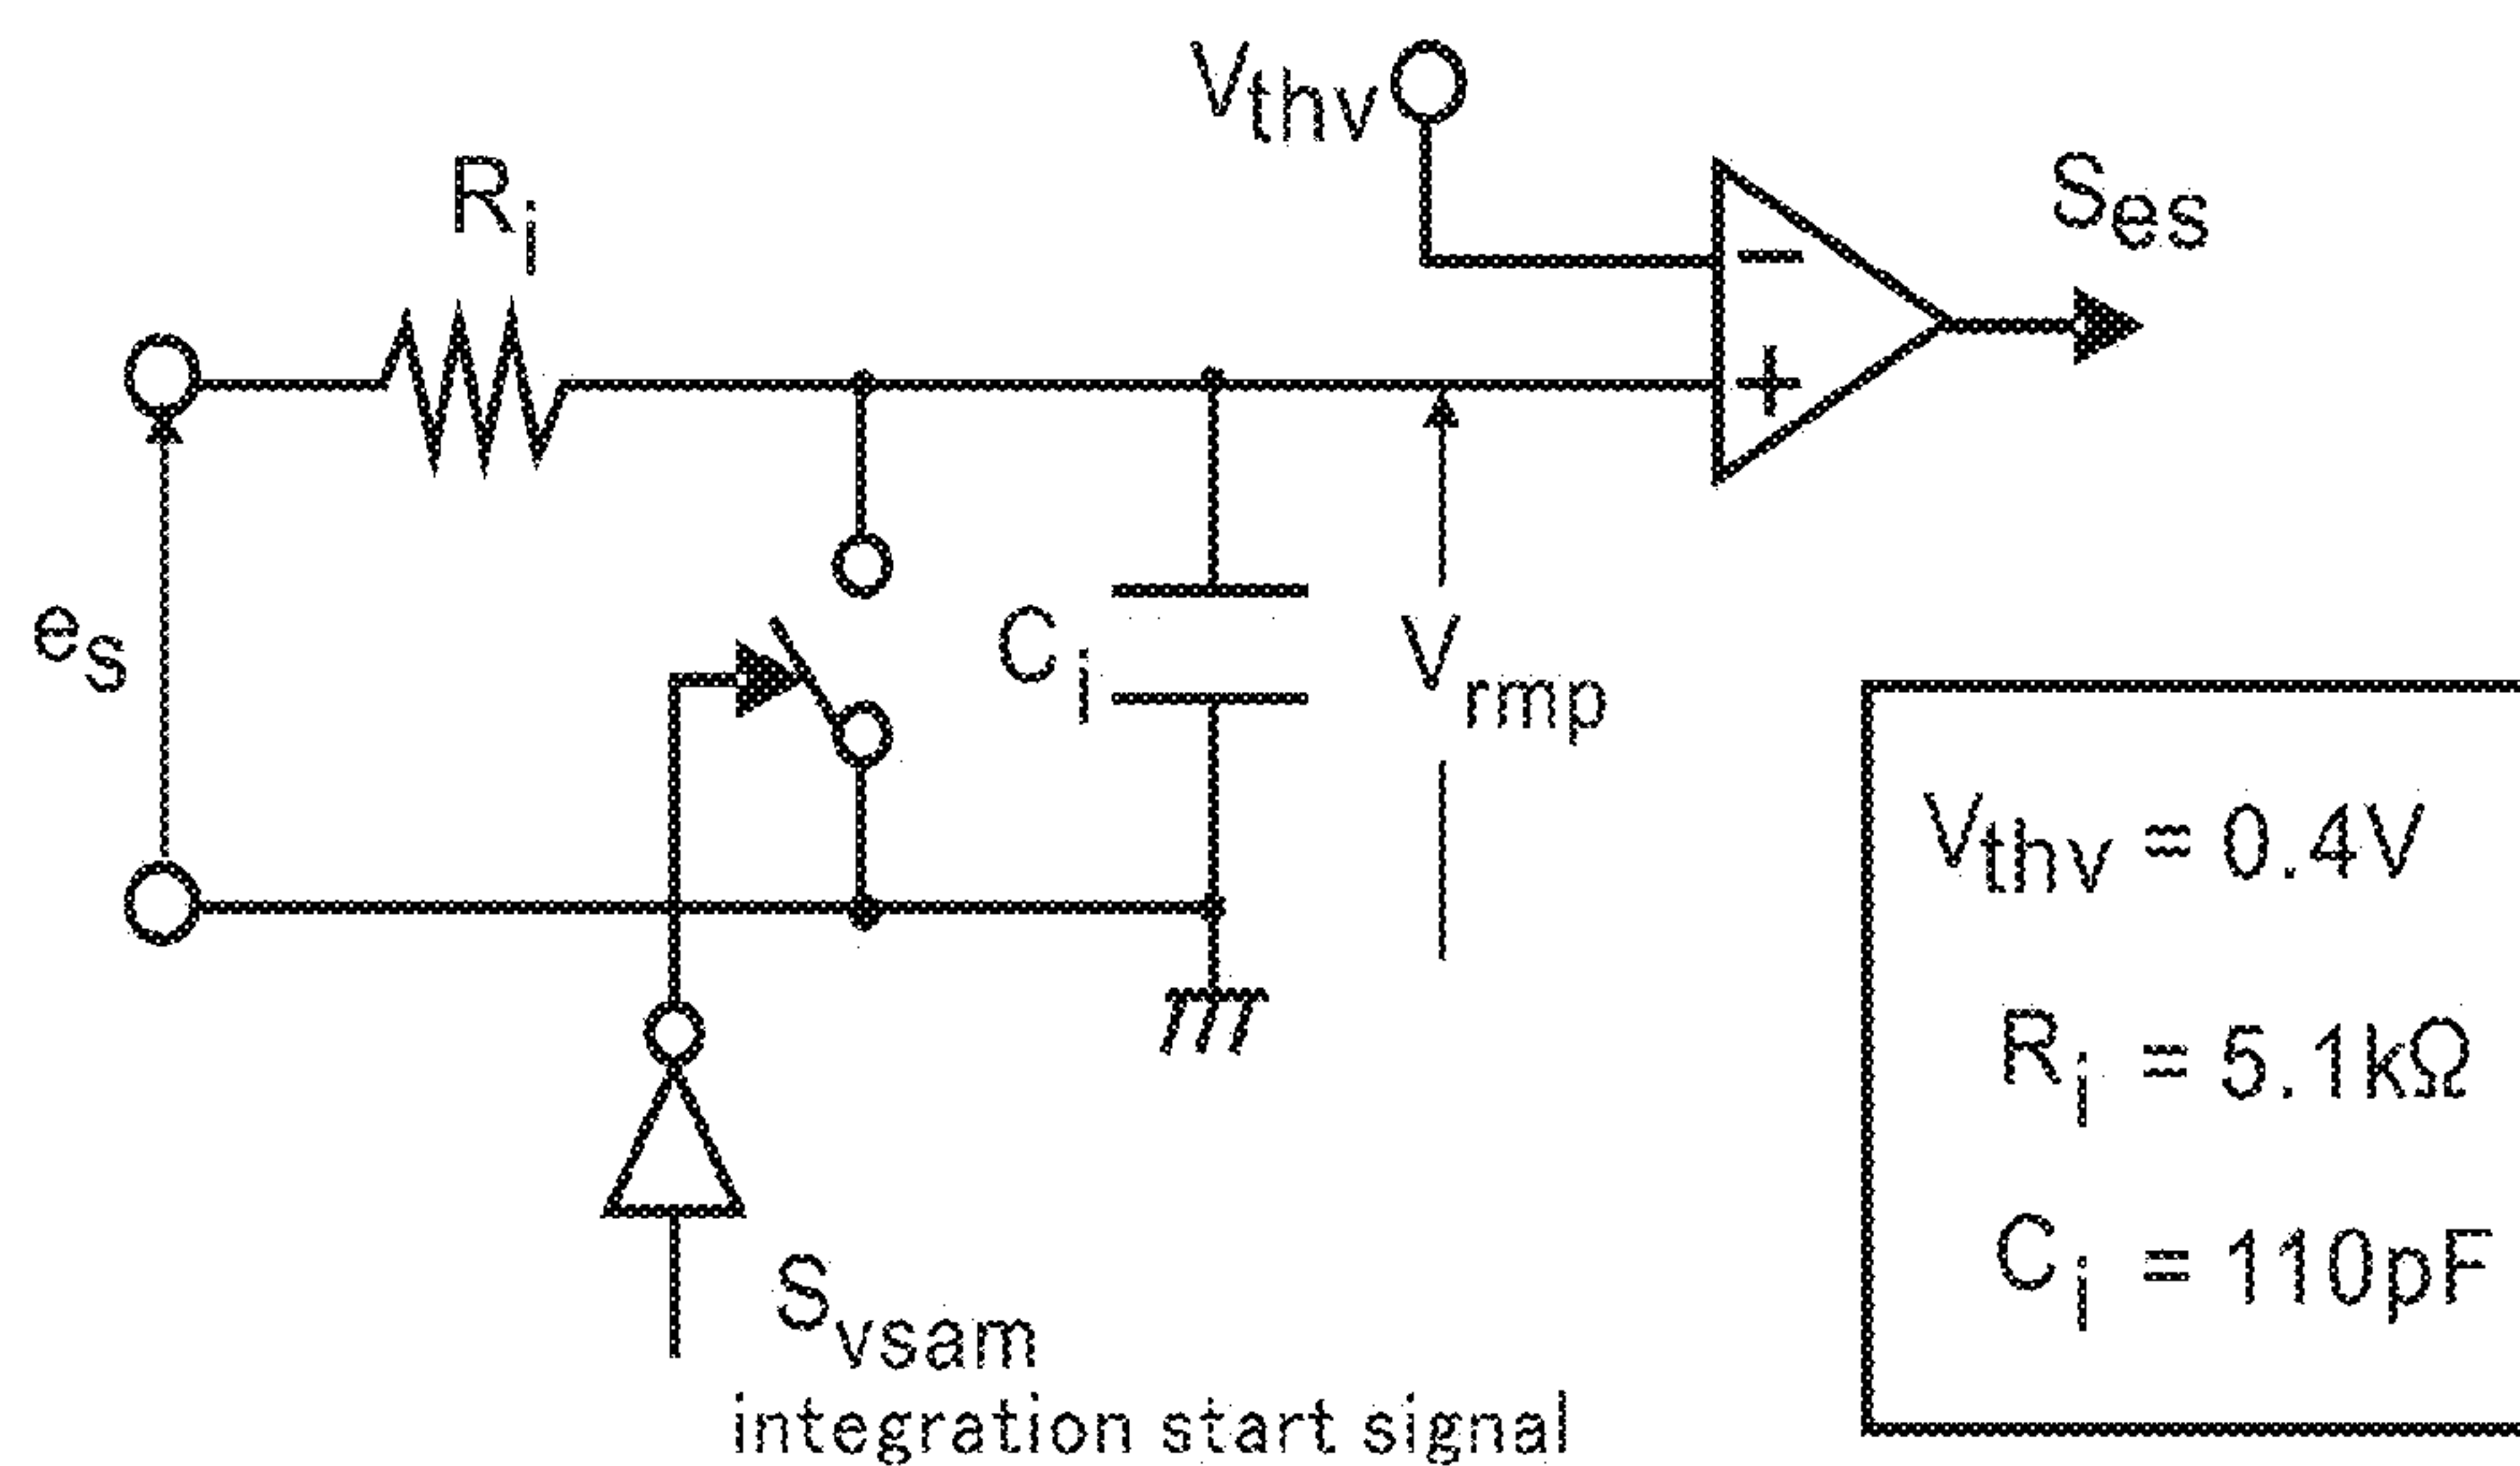 Vthv
Ses
Ri
−
+
es
Ci
Vrmp
Vthv = 0.4V
Ri = 5.1kΩ
Ci = 110pF
Svsam
integration start signal